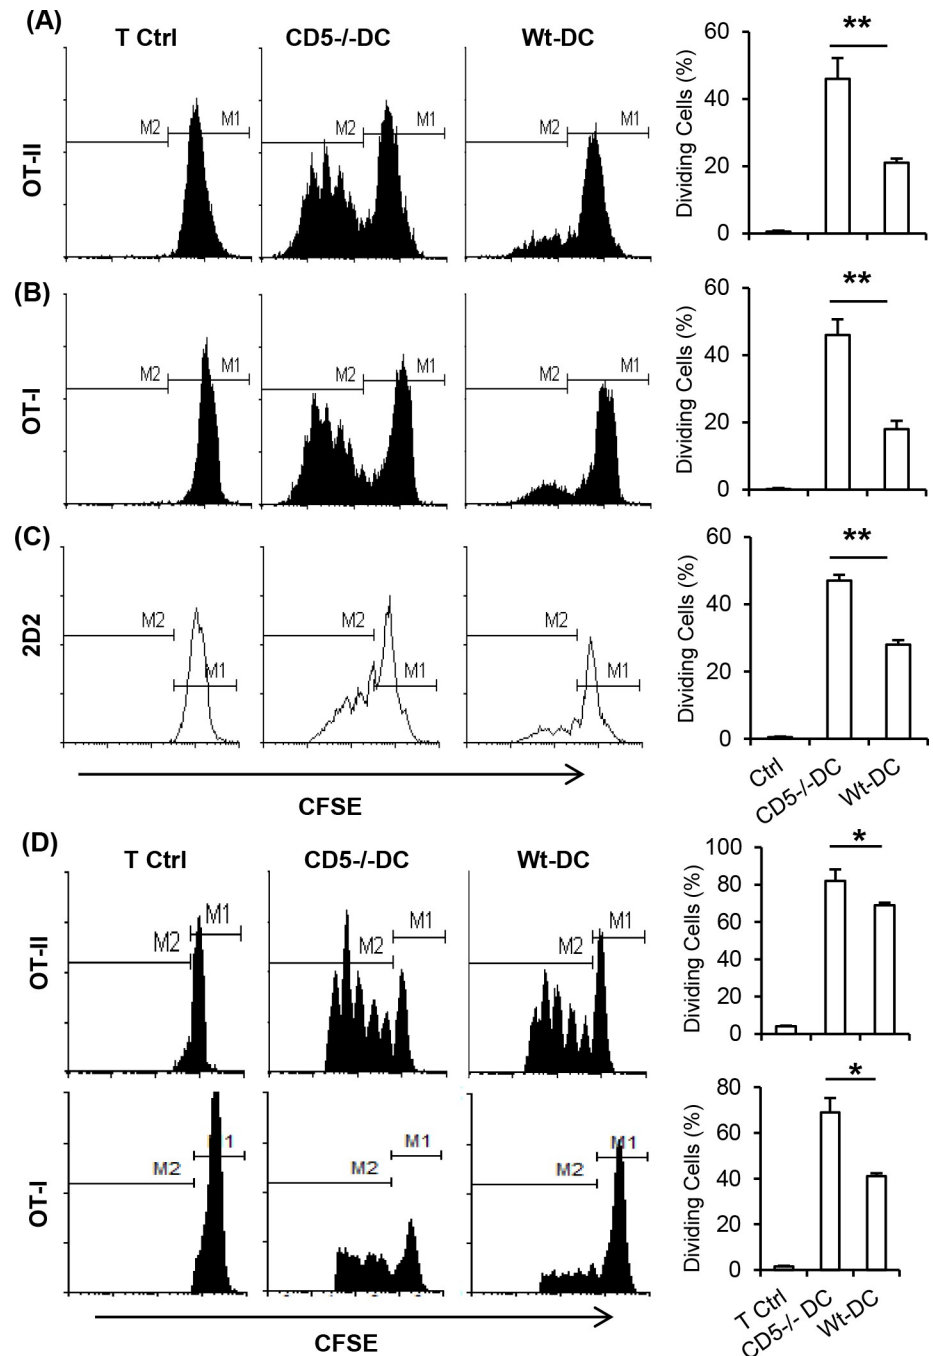 (A)
T Ctrl CD5-/-DC Wt-DC
OT-II
M2 M1 M2 M1 M2 M1
Dividing Cells (%)
60
40
20
0
**
(B)
OT-I
M2 M1 M2 M1 M2 M1
Dividing Cells (%)
60
40
20
0
**
(C)
2D2
M2 M1 M2 M1 M2 M1
CFSE
Dividing Cells (%)
60
40
20
0
**
Ctrl CD5-/-DC Wt-DC
(D)
T Ctrl CD5-/-DC Wt-DC
OT-II
M2 M1 M2 M1 M2 M1
Dividing Cells (%)
100
80
60
40
20
0
*
OT-I
M2 M1 M2 M1 M2 M1
CFSE
Dividing Cells (%)
80
60
40
20
0
*
T Ctrl CD5-/- DC Wt-DC